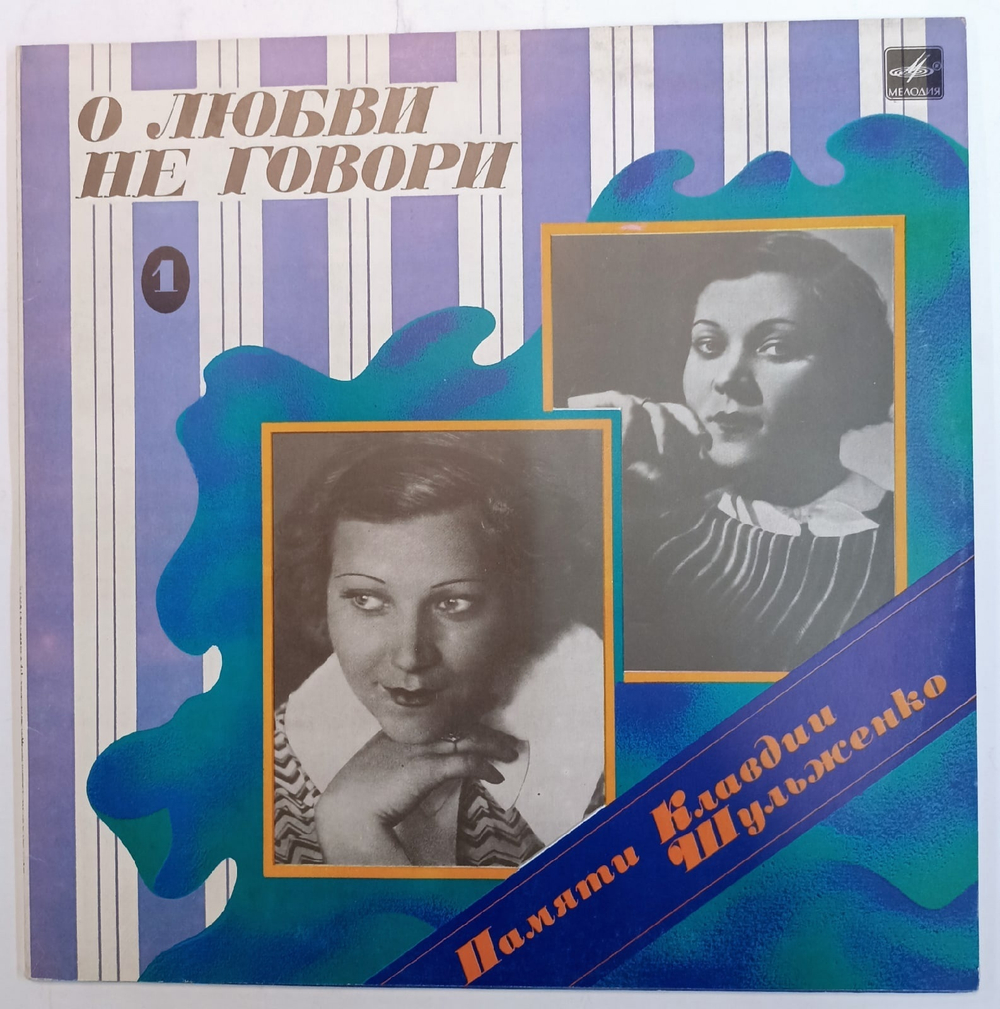 О ЛЮБВИ
НЕ ГОВОРИ
МЕЛОДИЯ
1
Памяти Клавдии
Шульженко